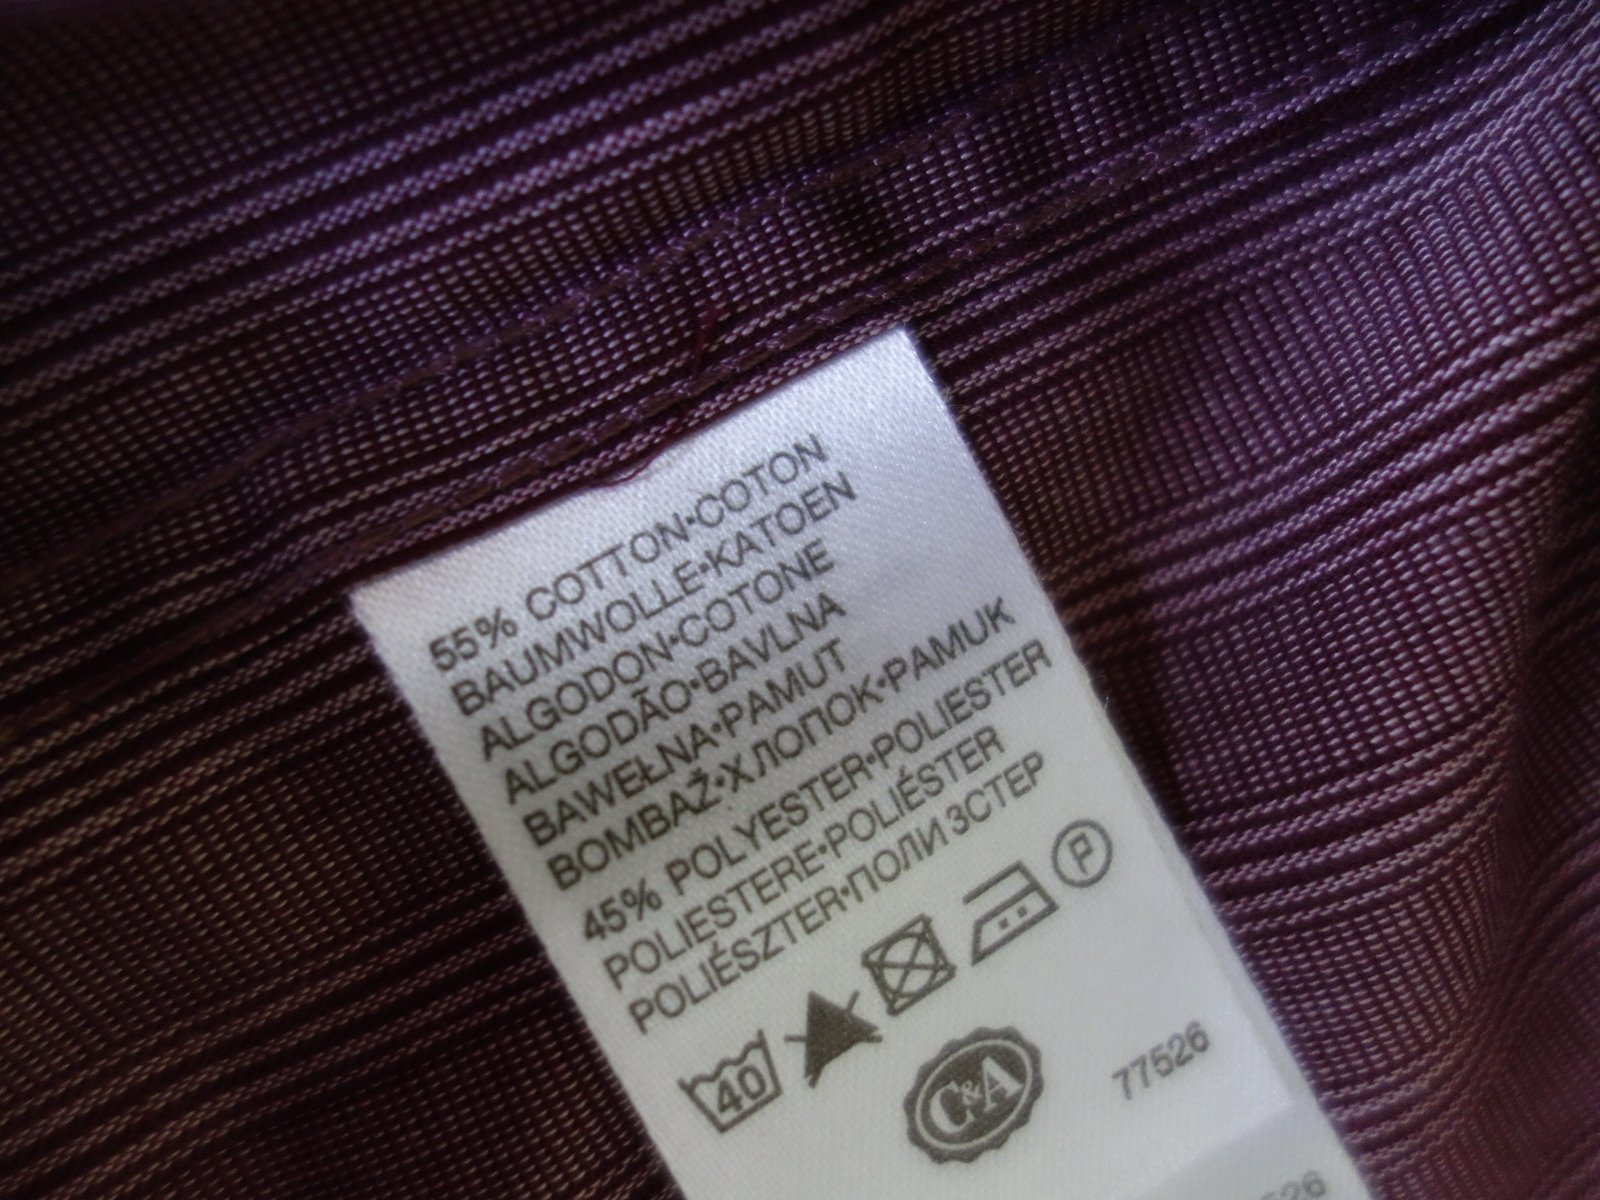 55% COTTON•COTON
BAUMWOLLE•KATOEN
ALGODON•COTONE
ALGODÃO•BAVLNA
BAWEŁNA•PAMUT
BOMBAŽ•ХЛОПОК•PAMUK
45% POLYESTER•POLIESTER
POLIESTERE•POLIÉSTER
POLIÉSZTER•ПОЛИЗСТЕР
40
P
C&A
77526